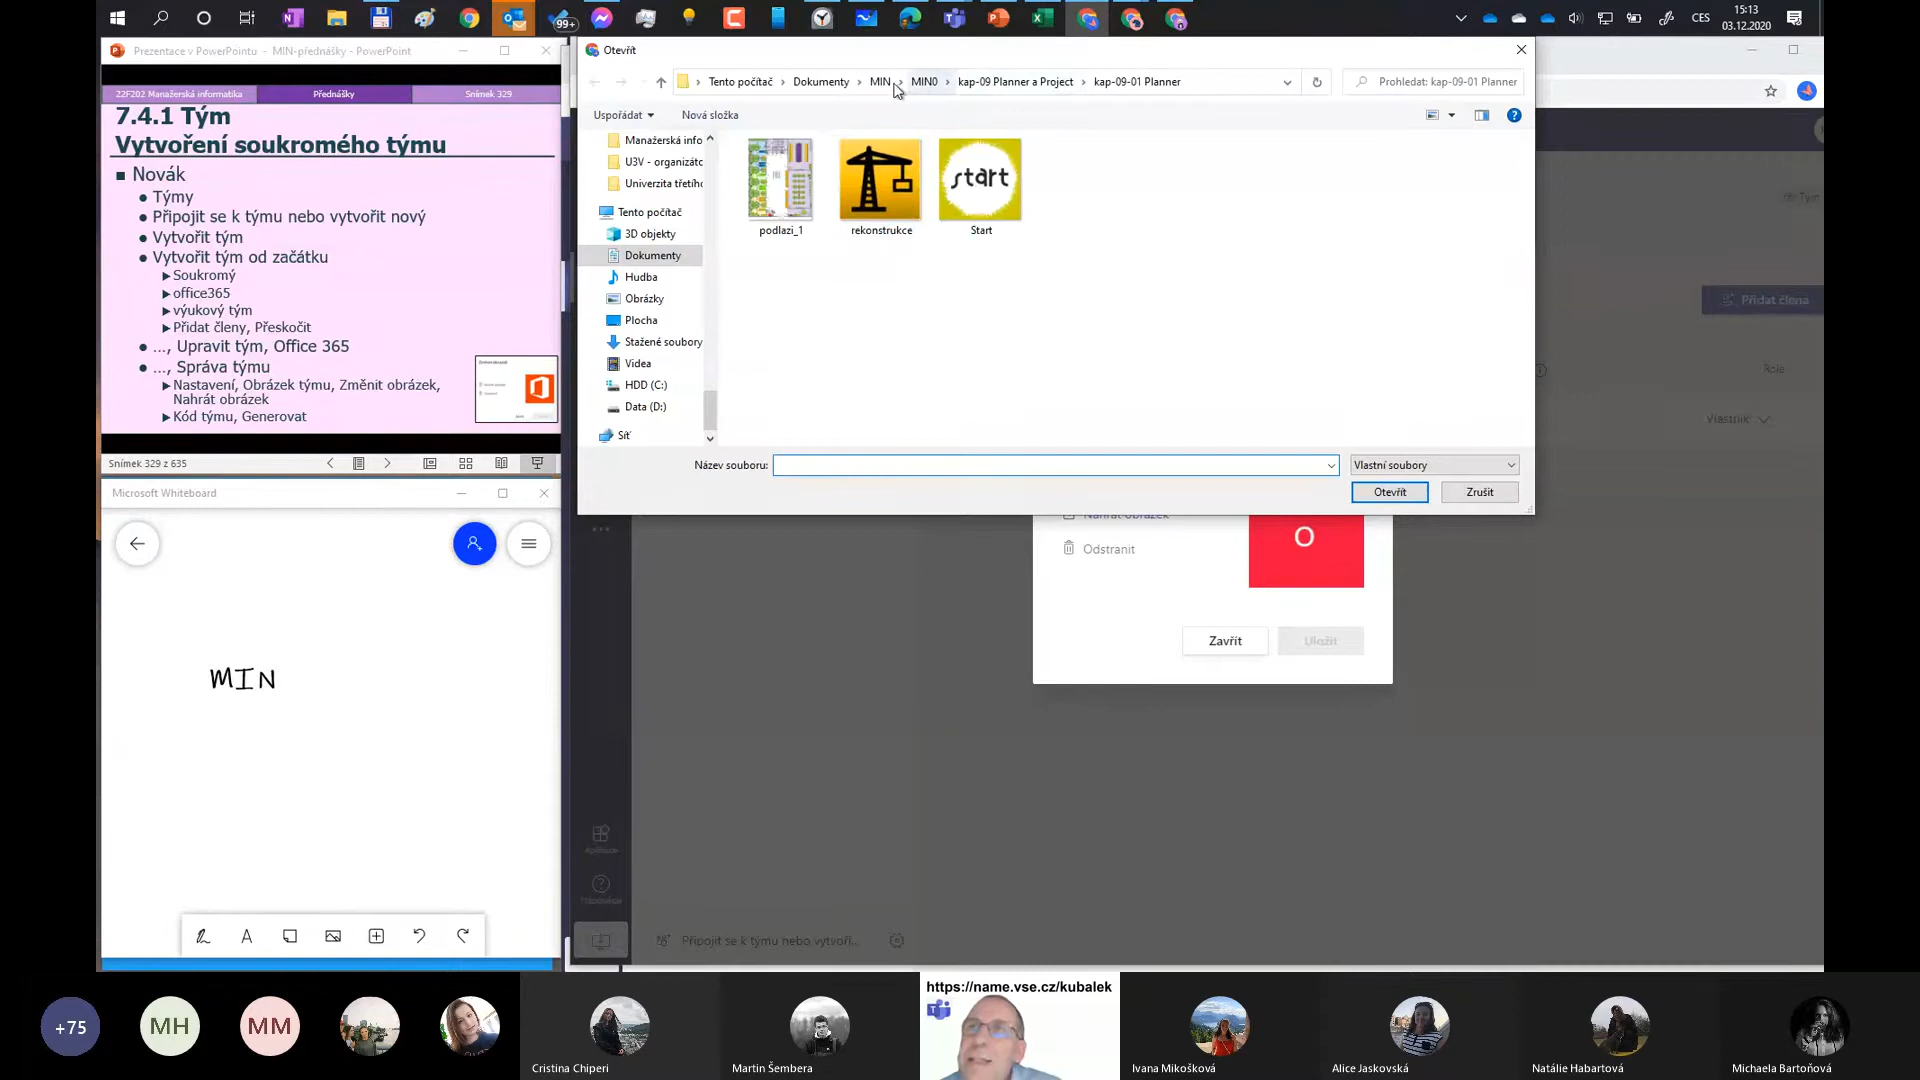 99+
CES
15:13
03.12.2020
Prezentace v PowerPointu - MIN-přednášky - PowerPoint
22F202 Manažerská informatika
Přednášky
Snímek 329
7.4.1 Tým
Vytvoření soukromého týmu
Novák
Týmy
Připojit se k týmu nebo vytvořit nový
Vytvořit tým
Vytvořit tým od začátku
Soukromý
office365
výukový tým
Přidat členy, Přeskočit
..., Upravit tým, Office 365
..., Správa týmu
Nastavení, Obrázek týmu, Změnit obrázek,
Nahrát obrázek
Kód týmu, Generovat
Snímek 329 z 635
Microsoft Whiteboard
MIN
Otevřít
Tento počítač > Dokumenty > MIN > MIN0 > kap-09 Planner a Project > kap-09-01 Planner
Prohledat: kap-09-01 Planner
Uspořádat
Nová složka
Manažerská info
U3V - organizáto
Univerzita třetího
Tento počítač
3D objekty
Dokumenty
Hudba
Obrázky
Plocha
Stažené soubory
Videa
HDD (C:)
Data (D:)
Síť
start
podlazi_1
rekonstrukce
Start
Název souboru:
Vlastní soubory
Otevřít
Zrušit
Přidat člena
Role
Vlastník
Nahrát obrázek
Odstranit
O
Zavřít
Uložit
Aplikace
Nápověda
Připojit se k týmu nebo vytvoři...
+75
MH
MM
Cristina Chiperi
Martin Šembera
https://name.vse.cz/kubalek
Ivana Mikošková
Alice Jaskovská
Natálie Habartová
Michaela Bartoňová